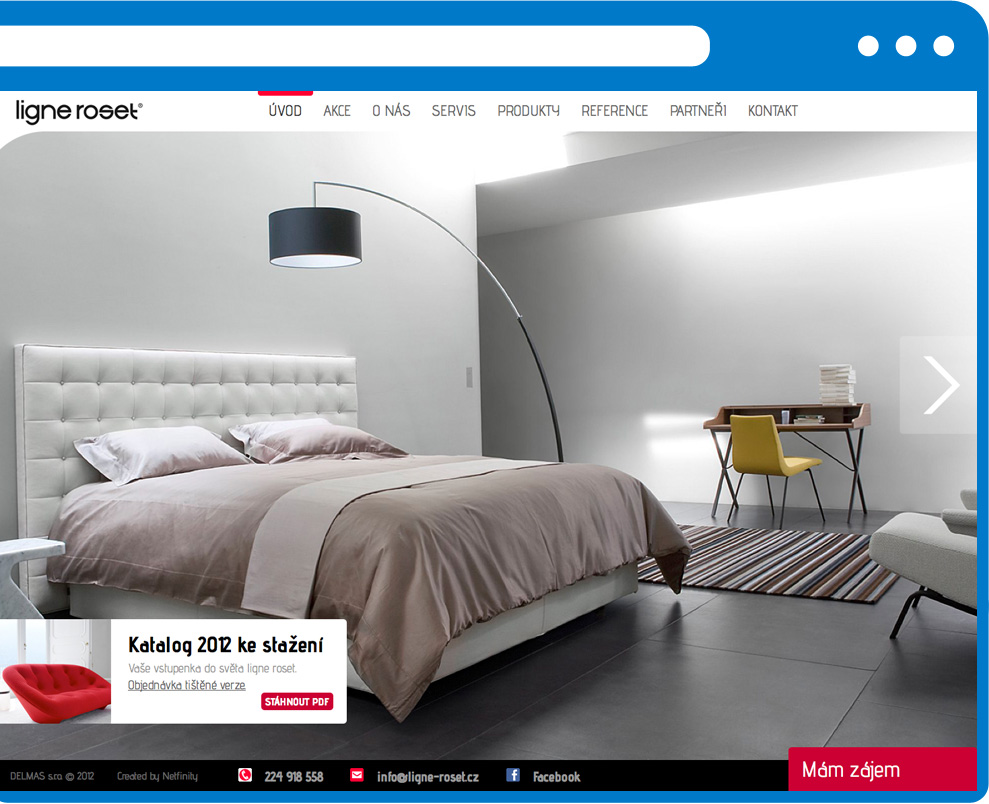 ligne roset®
ÚVOD AKCE O NÁS SERVIS PRODUKTY REFERENCE PARTNEŘI KONTAKT
Katalog 2012 ke stažení
Vaše vstupenka do světa ligne roset.
Objednávka tištěné verze
STÁHNOUT PDF
Mám zájem
DELMAS s.r.o. © 2012 Created by Netfinity 224 918 558 info@ligne-roset.cz Facebook